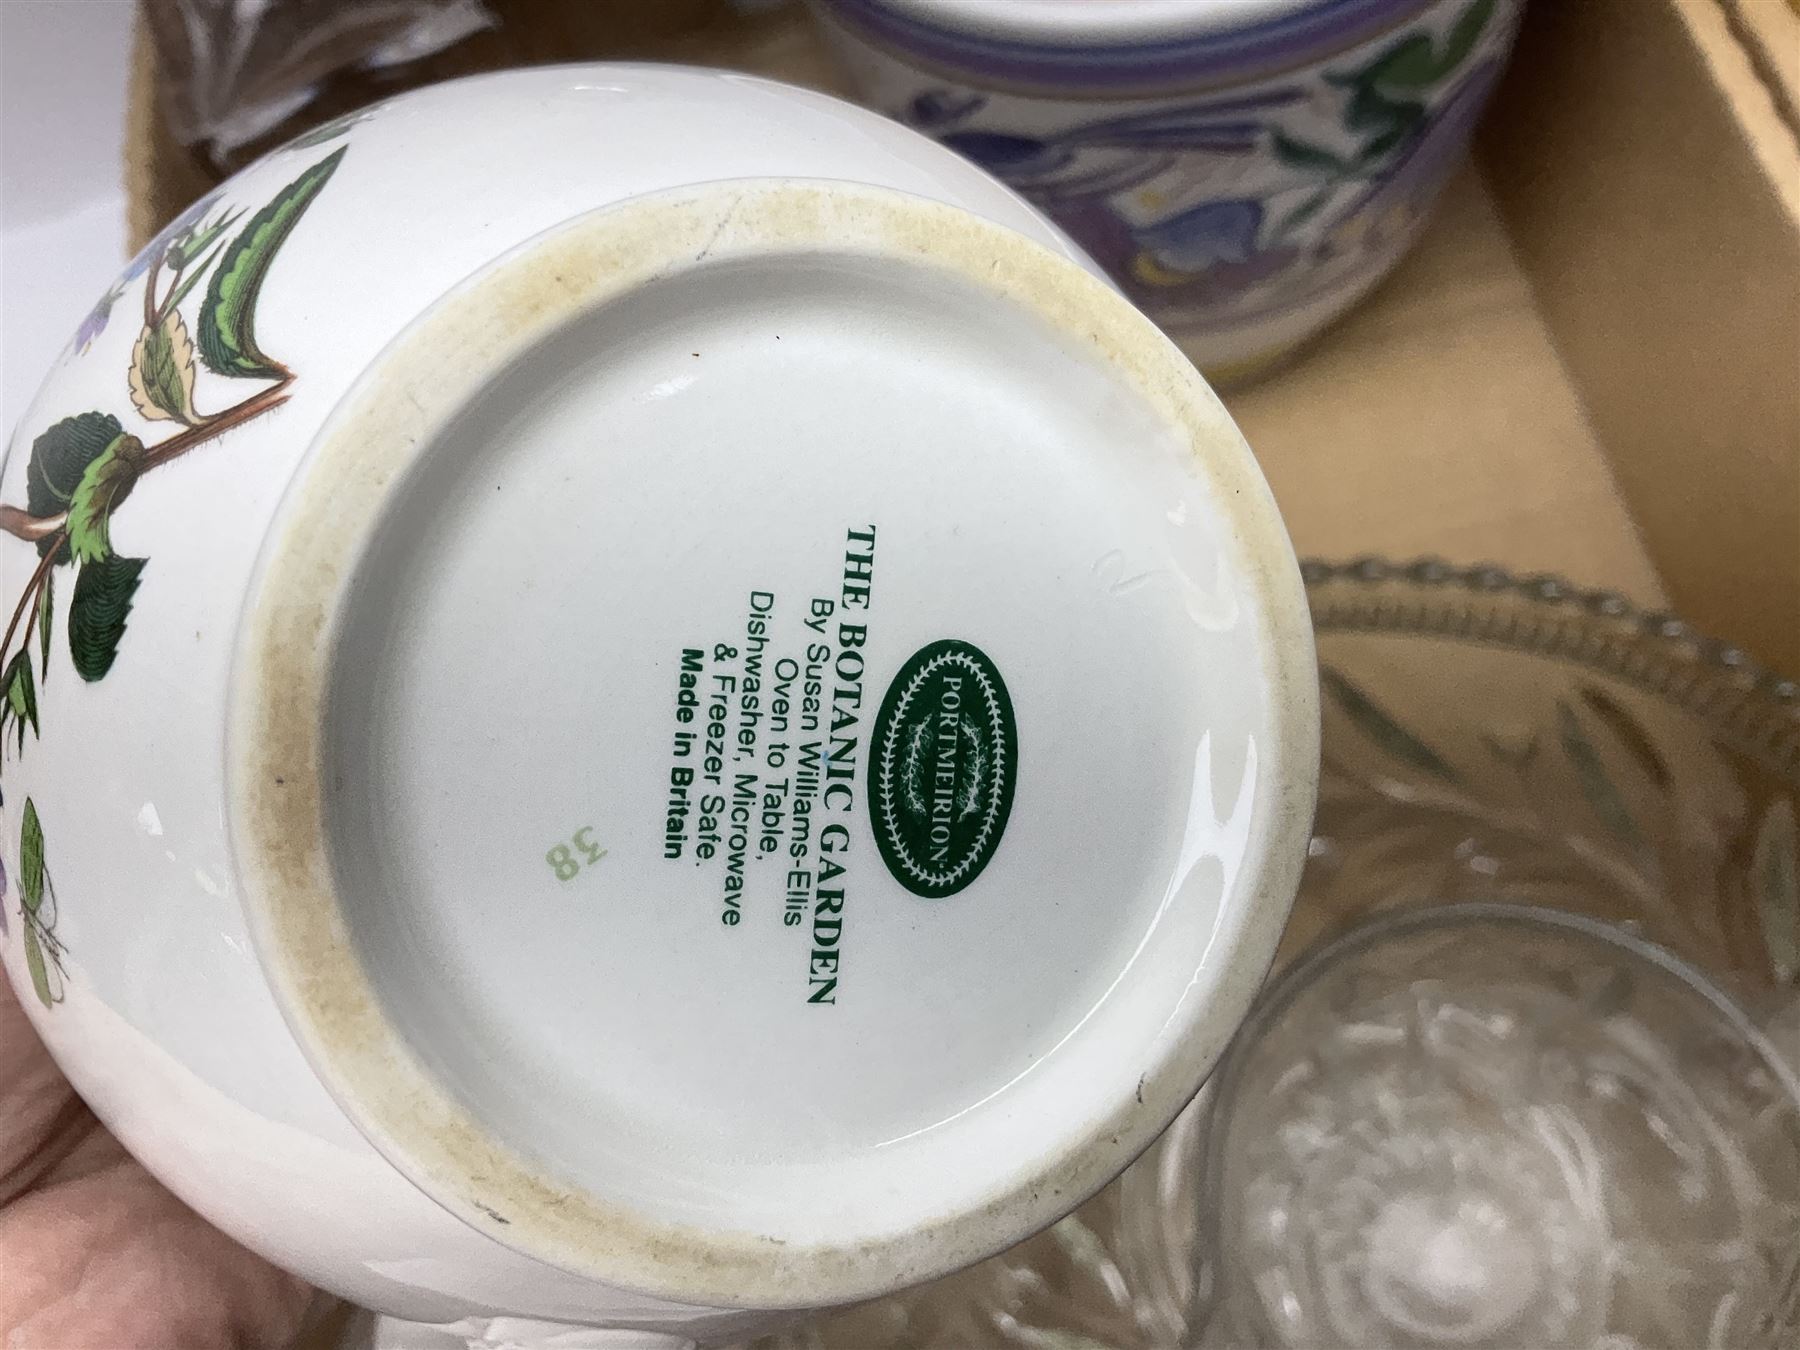 PORTMEIRION
THE BOTANIC GARDEN
By Susan Williams-Ellis
Oven to Table,
Dishwasher, Microwave
& Freezer Safe.
Made in Britain
38